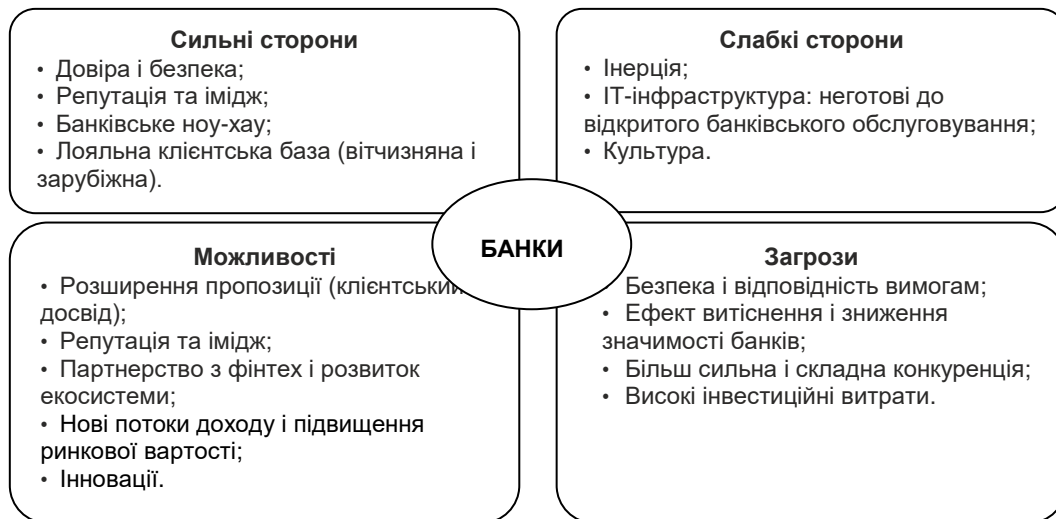 Сильні сторони
• Довіра і безпека;
• Репутація та імідж;
• Банківське ноу-хау;
• Лояльна клієнтська база (вітчизняна і
зарубіжна).
Слабкі сторони
• Інерція;
• ІТ-інфраструктура: неготові до
відкритого банківського обслуговування;
• Культура.
БАНКИ
Можливості
• Розширення пропозиції (клієнтський
досвід);
• Репутація та імідж;
• Партнерство з фінтех і розвиток
екосистеми;
• Нові потоки доходу і підвищення
ринкової вартості;
• Інновації.
Загрози
Безпека і відповідність вимогам;
• Ефект витіснення і зниження
значимості банків;
• Більш сильна і складна конкуренція;
• Високі інвестиційні витрати.